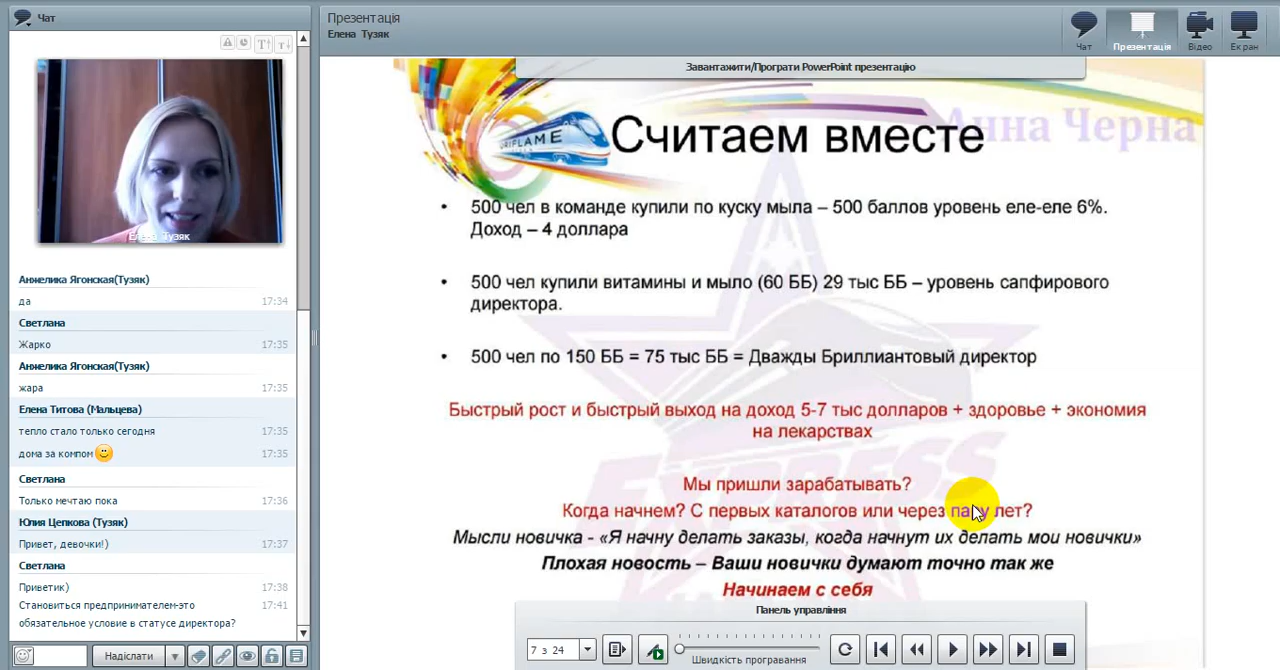 Чат
Презентація
Елена Тузяк
Чат
Презентація
Відео
Екран
Елена Тузяк
Анжелика Ягонская(Тузяк)
да 17:34
Светлана
Жарко 17:35
Анжелика Ягонская(Тузяк)
жара 17:35
Елена Титова (Мальцева)
тепло стало только сегодня 17:35
дома за компом 17:35
Светлана
Только мечтаю пока 17:36
Юлия Цепкова (Тузяк)
Привет, девочки!) 17:37
Светлана
Приветик) 17:38
Становиться предпринимателем-это 17:41
обязательное условие в статусе директора?
Надіслати
Завантажити/Програти PowerPoint презентацію
ORIFLAME
Считаем вместе
Анна Черна
• 500 чел в команде купили по куску мыла – 500 баллов уровень еле-еле 6%.
Доход – 4 доллара
• 500 чел купили витамины и мыло (60 ББ) 29 тыс ББ – уровень сапфирового
директора.
• 500 чел по 150 ББ = 75 тыс ББ = Дважды Бриллиантовый директор
Быстрый рост и быстрый выход на доход 5-7 тыс долларов + здоровье + экономия
на лекарствах
EXPRESS
Мы пришли зарабатывать?
Когда начнем? С первых каталогов или через пару лет?
Мысли новичка - «Я начну делать заказы, когда начнут их делать мои новички»
Плохая новость – Ваши новички думают точно так же
Начинаем с себя
Панель управління
7 з 24
Швидкість програвання